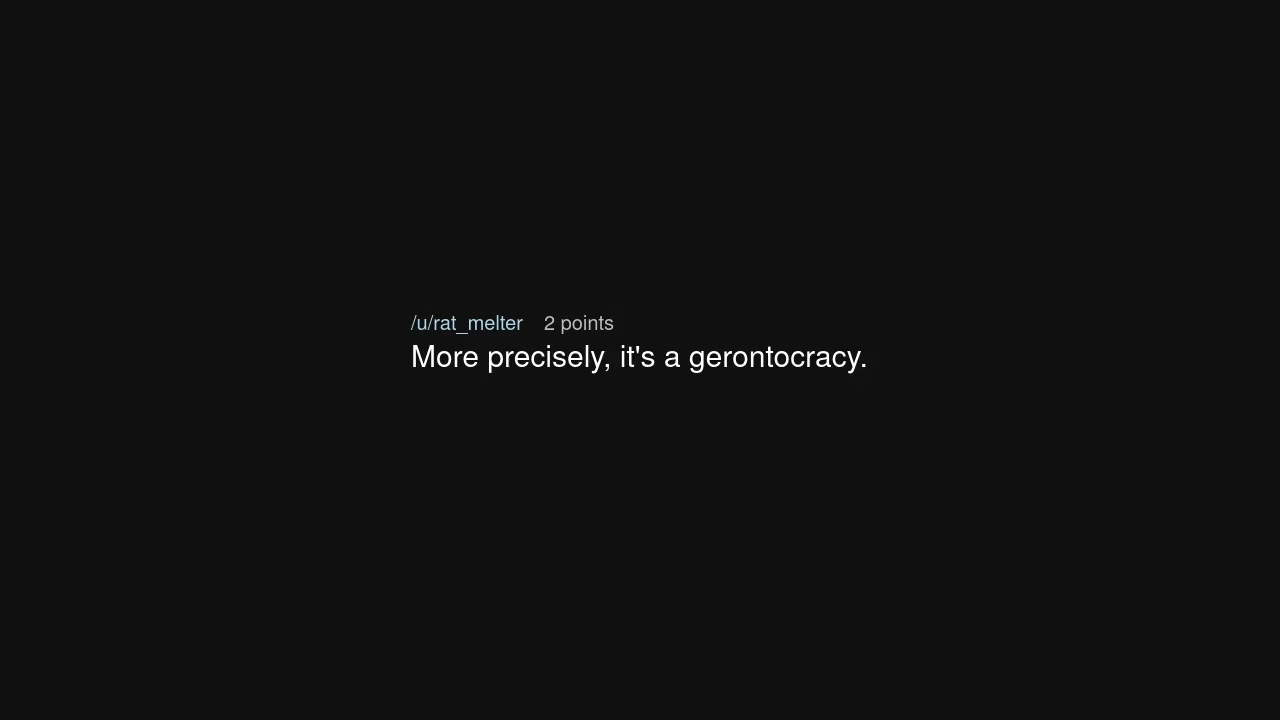 /u/rat_melter 2 points
More precisely, it's a gerontocracy.